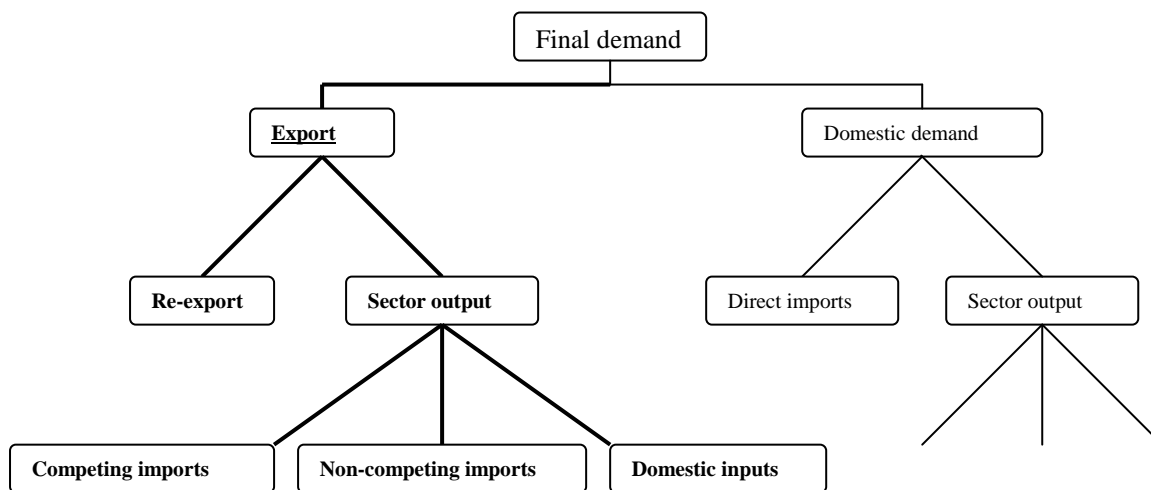 Final demand
Export
Domestic demand
Re-export
Sector output
Direct imports
Sector output
Competing imports
Non-competing imports
Domestic inputs